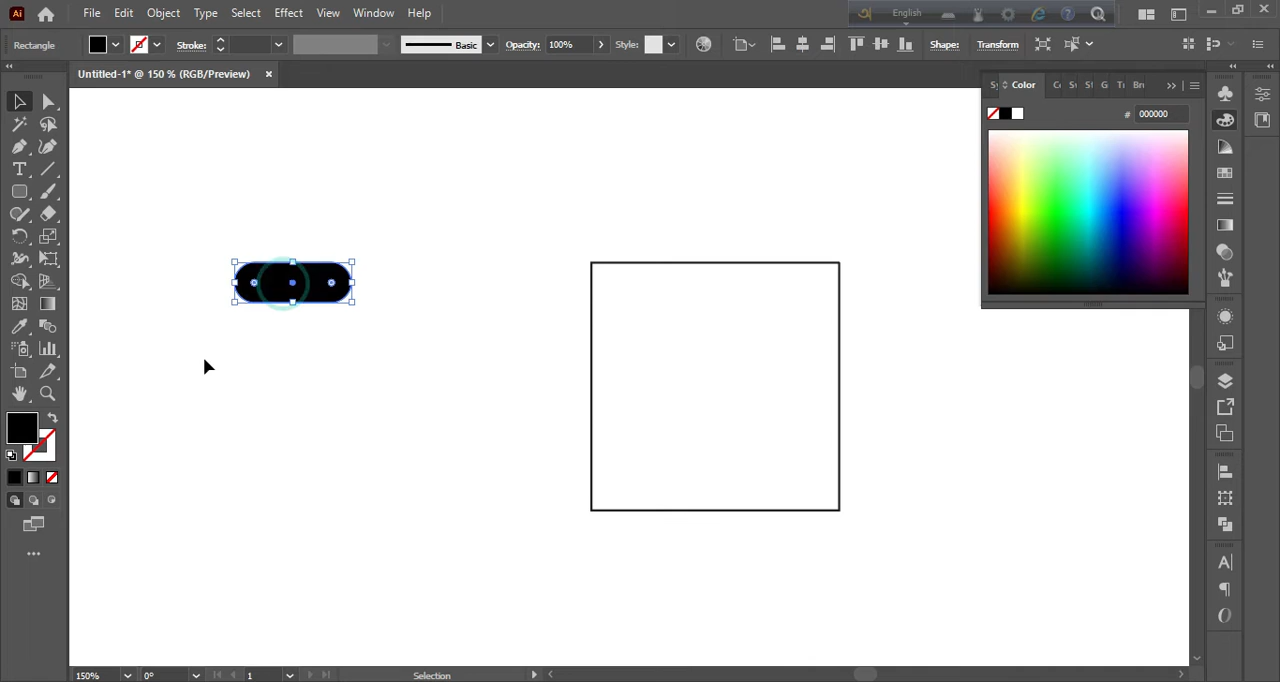 Ai File Edit Object Type Select Effect View Window Help English
Rectangle Stroke: Basic Opacity: 100% Style: Shape: Transform
Untitled-1* @ 150 % (RGB/Preview) ×
Color
# 000000
150% 0° 1 Selection